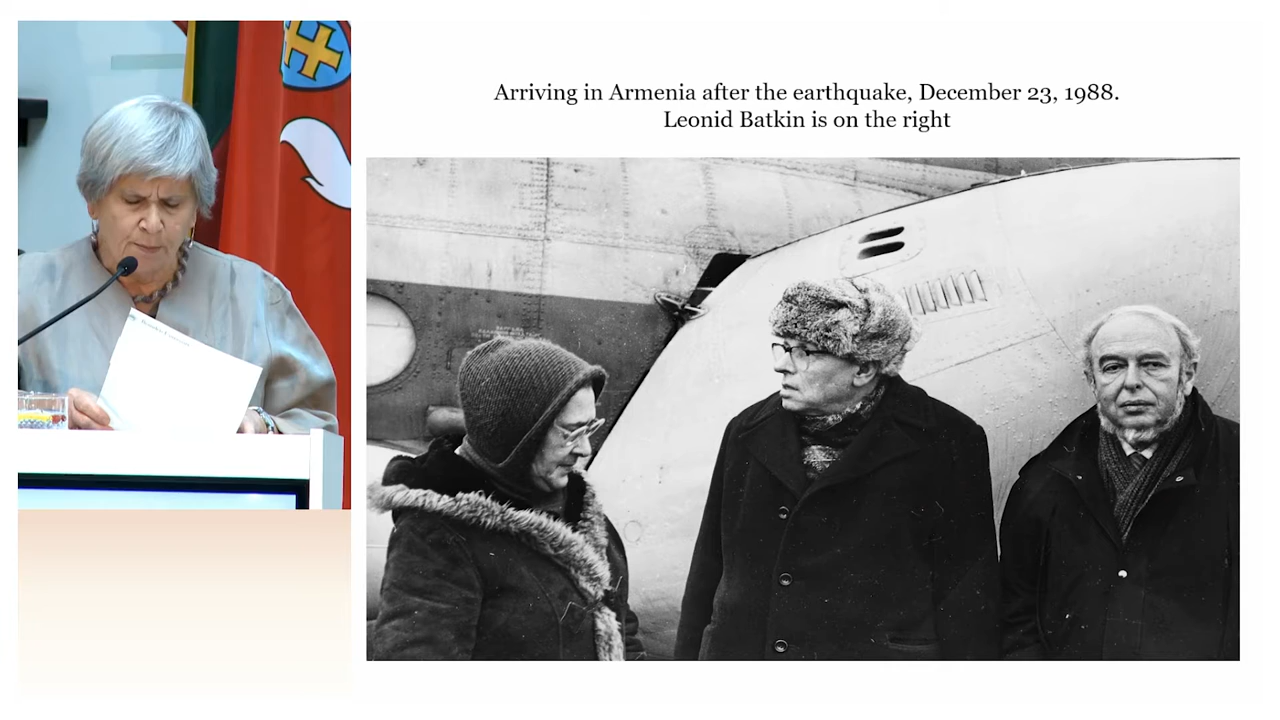 Arriving in Armenia after the earthquake, December 23, 1988.
Leonid Batkin is on the right